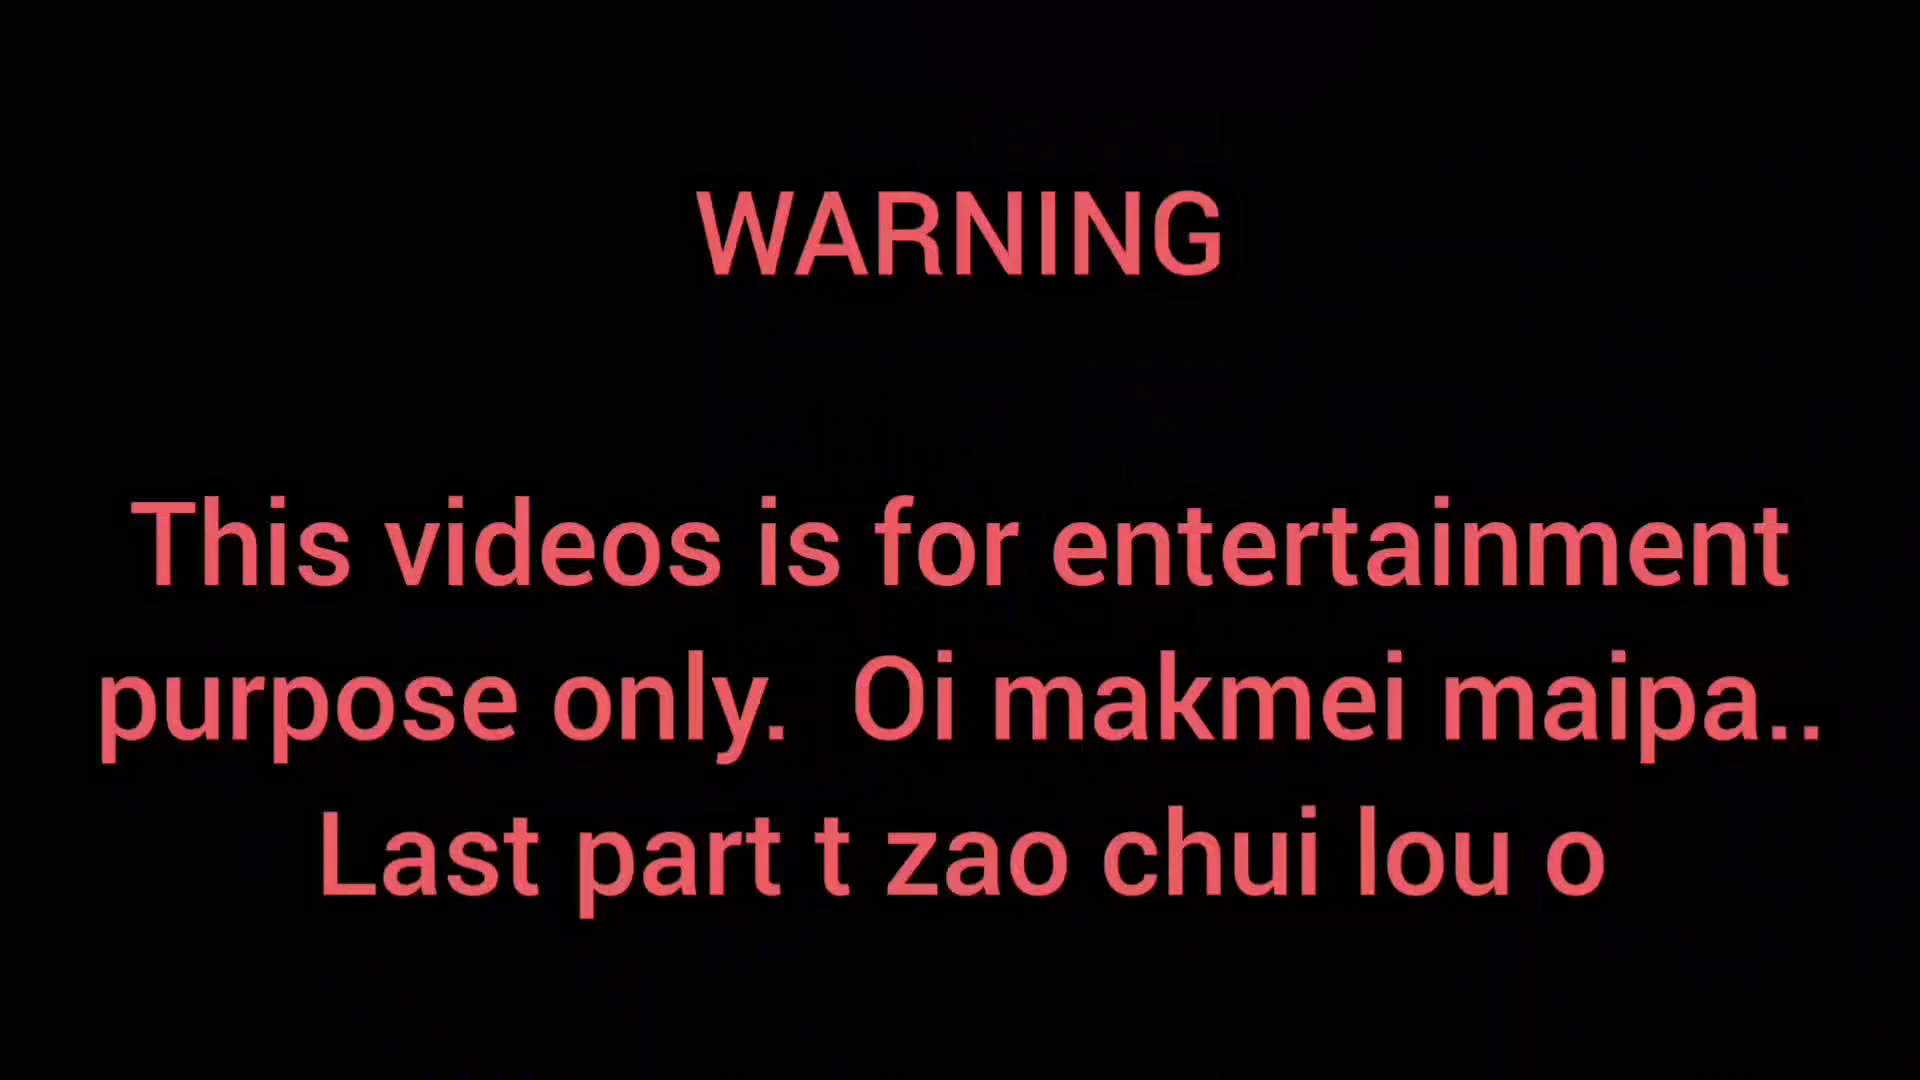 WARNING
This videos is for entertainment
purpose only.  Oi makmei maipa..
Last part t zao chui lou o